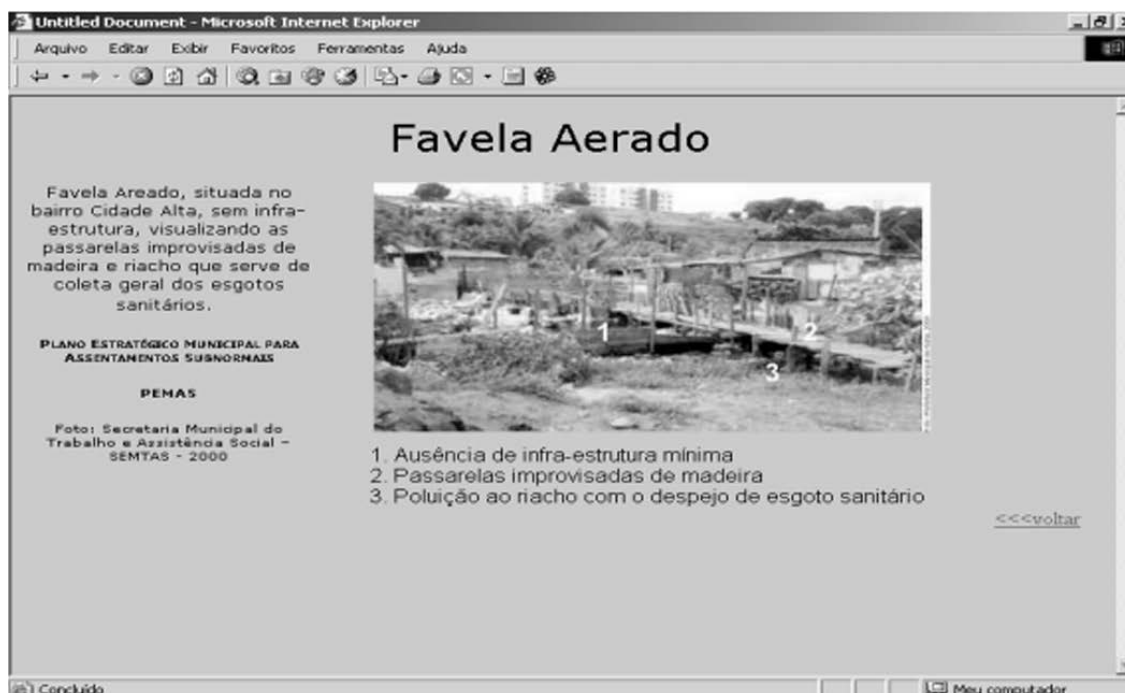 Untitled Document - Microsoft Internet Explorer
Arquivo Editar Exibir Favoritos Ferramentas Ajuda
Favela Aerado
Favela Areado, situada no
bairro Cidade Alta, sem infra-
estrutura, visualizando as
passarelas improvisadas de
madeira e riacho que serve de
coleta geral dos esgotos
sanitários.
PLANO ESTRATÉGICO MUNICIPAL PARA
ASSENTAMENTOS SUBNORMAIS
PEMAS
Foto: Secretaria Municipal do
Trabalho e Assistência Social -
SEMTAS - 2000
1
2
3
1. Ausência de infra-estrutura mínima
2. Passarelas improvisadas de madeira
3. Poluição ao riacho com o despejo de esgoto sanitário
<<<voltar
Concluído
Meu computador